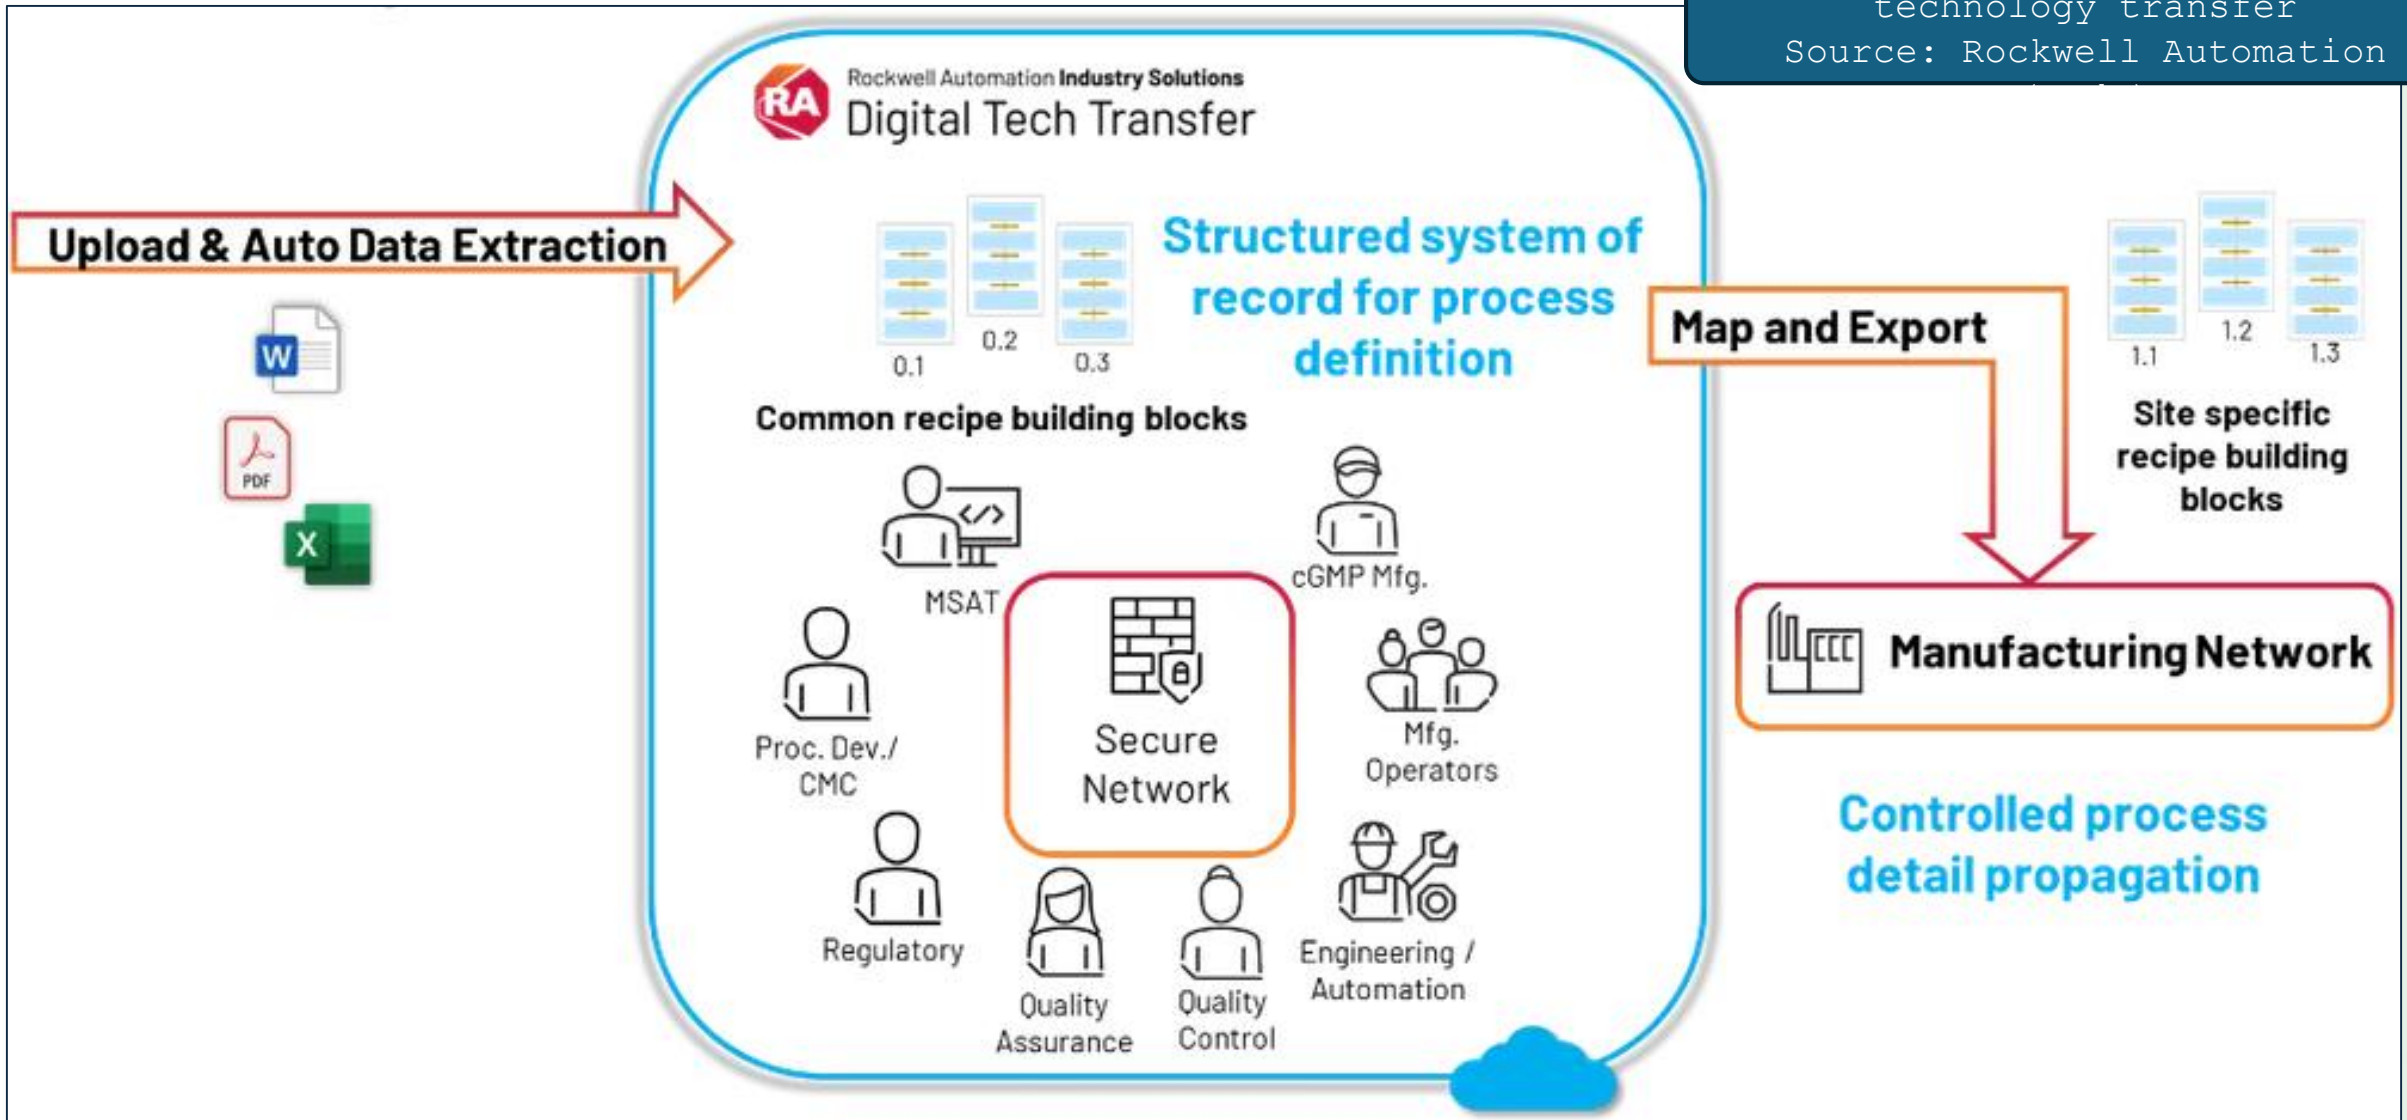 technology transfer
Source: Rockwell Automation
RA
Rockwell Automation Industry Solutions
Digital Tech Transfer
Upload & Auto Data Extraction
W
PDF
X
0.1
0.2
0.3
Common recipe building blocks
Structured system of
record for process
definition
Map and Export
1.1
1.2
1.3
Site specific
recipe building
blocks
MSAT
cGMP Mfg.
Proc. Dev./
CMC
Secure
Network
Mfg.
Operators
Regulatory
Quality
Assurance
Quality
Control
Engineering /
Automation
Manufacturing Network
Controlled process
detail propagation